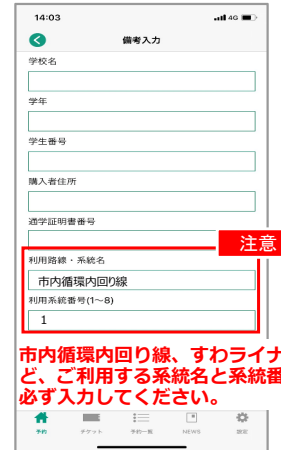 14:03
4G
備考入力
学校名
学年
学生番号
購入者住所
通学証明書番号
注意
利用路線・系統名
市内循環内回り線
利用系統番号(1〜8)
1
市内循環内回り線、すわライナ
ど、ご利用する系統名と系統番
必ず入力してください。
予約 チケット 予約一覧 NEWS 設定